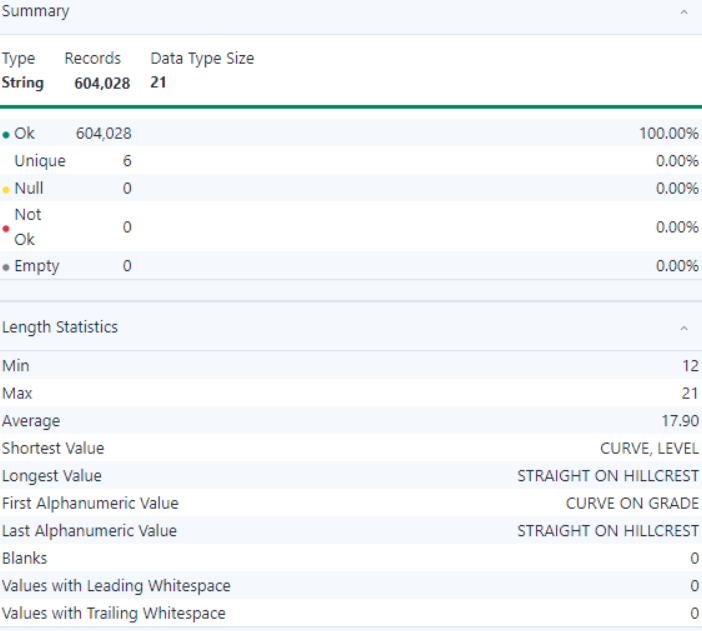 Summary
Type Records Data Type Size
String 604,028 21
Ok 604,028 100.00%
Unique 6 0.00%
Null 0 0.00%
Not
Ok 0 0.00%
Empty 0 0.00%
Length Statistics
Min 12
Max 21
Average 17.90
Shortest Value CURVE, LEVEL
Longest Value STRAIGHT ON HILLCREST
First Alphanumeric Value CURVE ON GRADE
Last Alphanumeric Value STRAIGHT ON HILLCREST
Blanks 0
Values with Leading Whitespace 0
Values with Trailing Whitespace 0